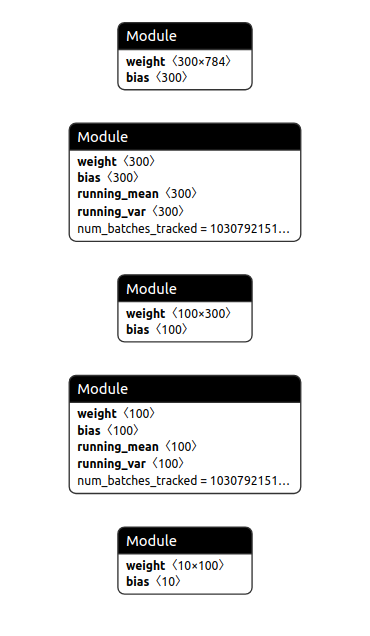 Module
weight〈300×784〉
bias〈300〉
Module
weight〈300〉
bias〈300〉
running_mean〈300〉
running_var〈300〉
num_batches_tracked = 1030792151…
Module
weight〈100×300〉
bias〈100〉
Module
weight〈100〉
bias〈100〉
running_mean〈100〉
running_var〈100〉
num_batches_tracked = 1030792151…
Module
weight〈10×100〉
bias〈10〉